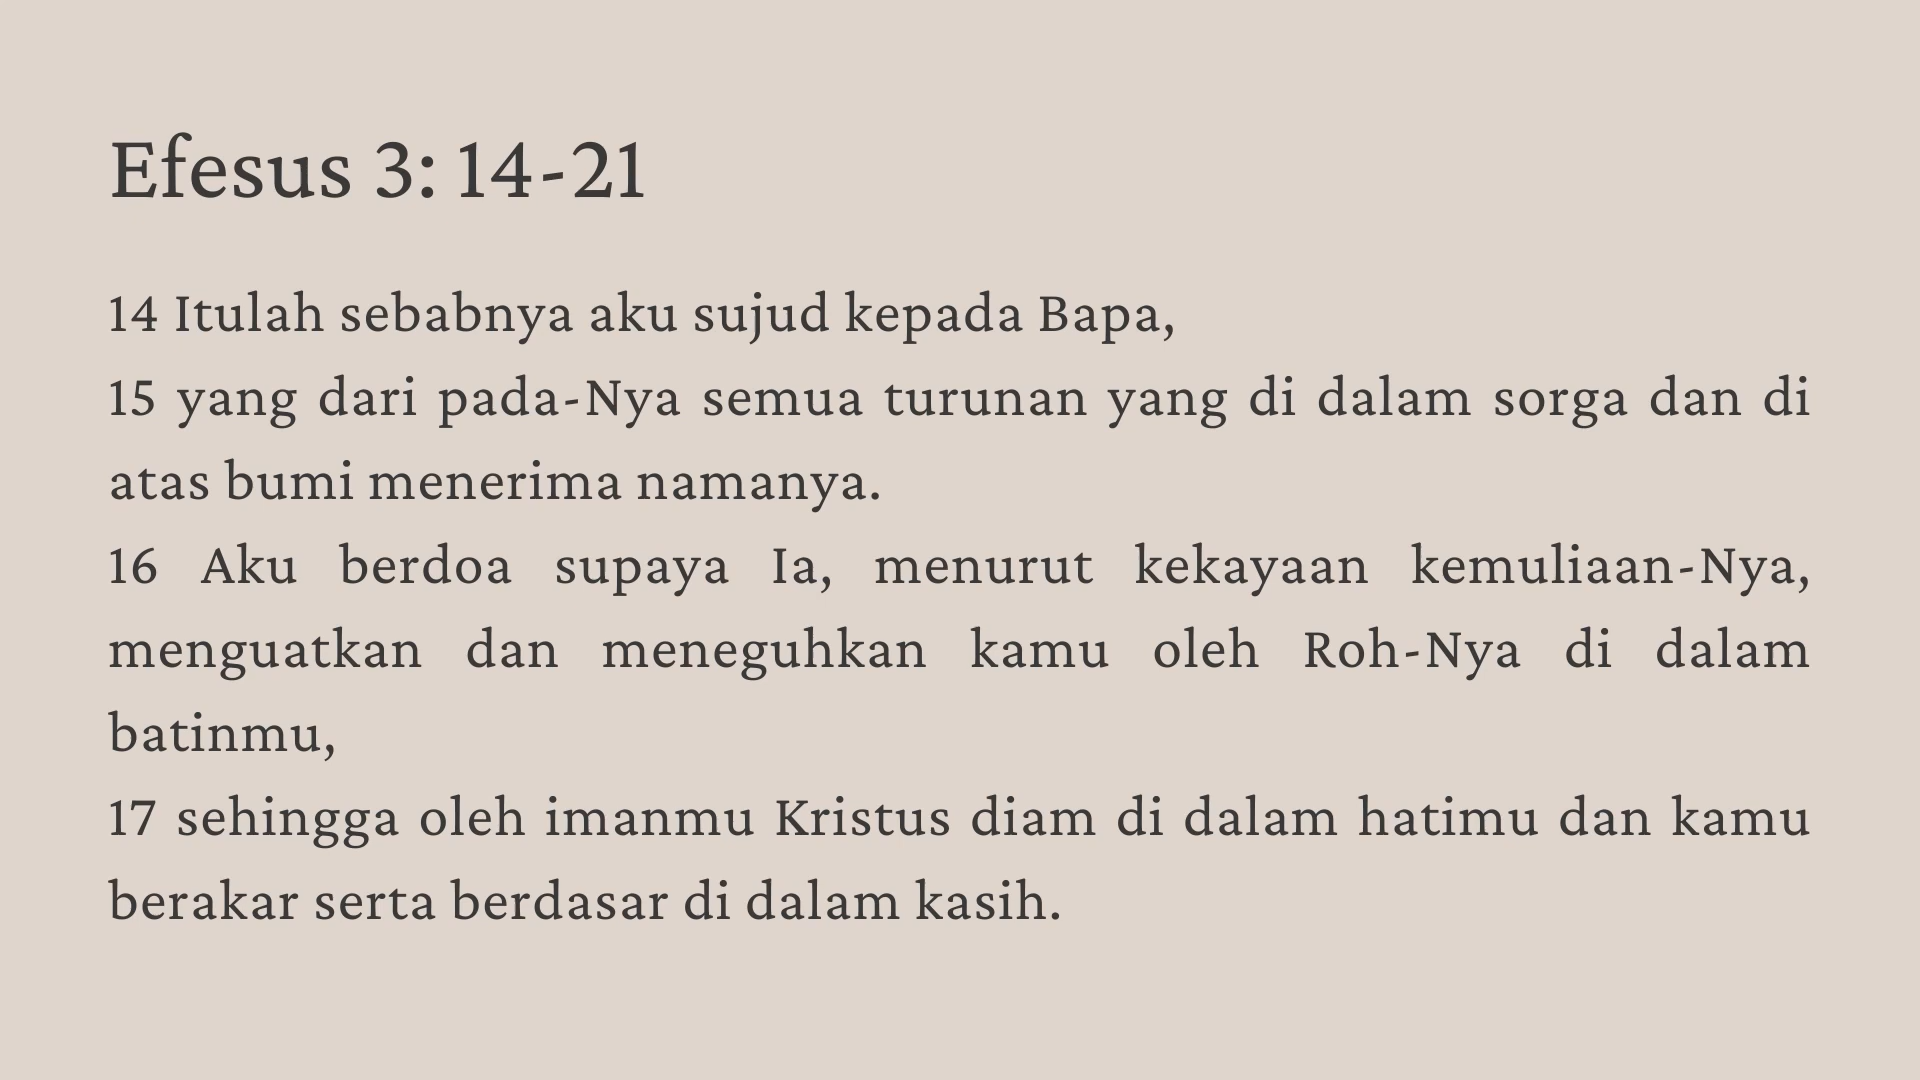 Efesus 3: 14-21
14 Itulah sebabnya aku sujud kepada Bapa,
15 yang dari pada-Nya semua turunan yang di dalam sorga dan di
atas bumi menerima namanya.
16 Aku berdoa supaya Ia, menurut kekayaan kemuliaan-Nya,
menguatkan dan meneguhkan kamu oleh Roh-Nya di dalam
batinmu,
17 sehingga oleh imanmu Kristus diam di dalam hatimu dan kamu
berakar serta berdasar di dalam kasih.